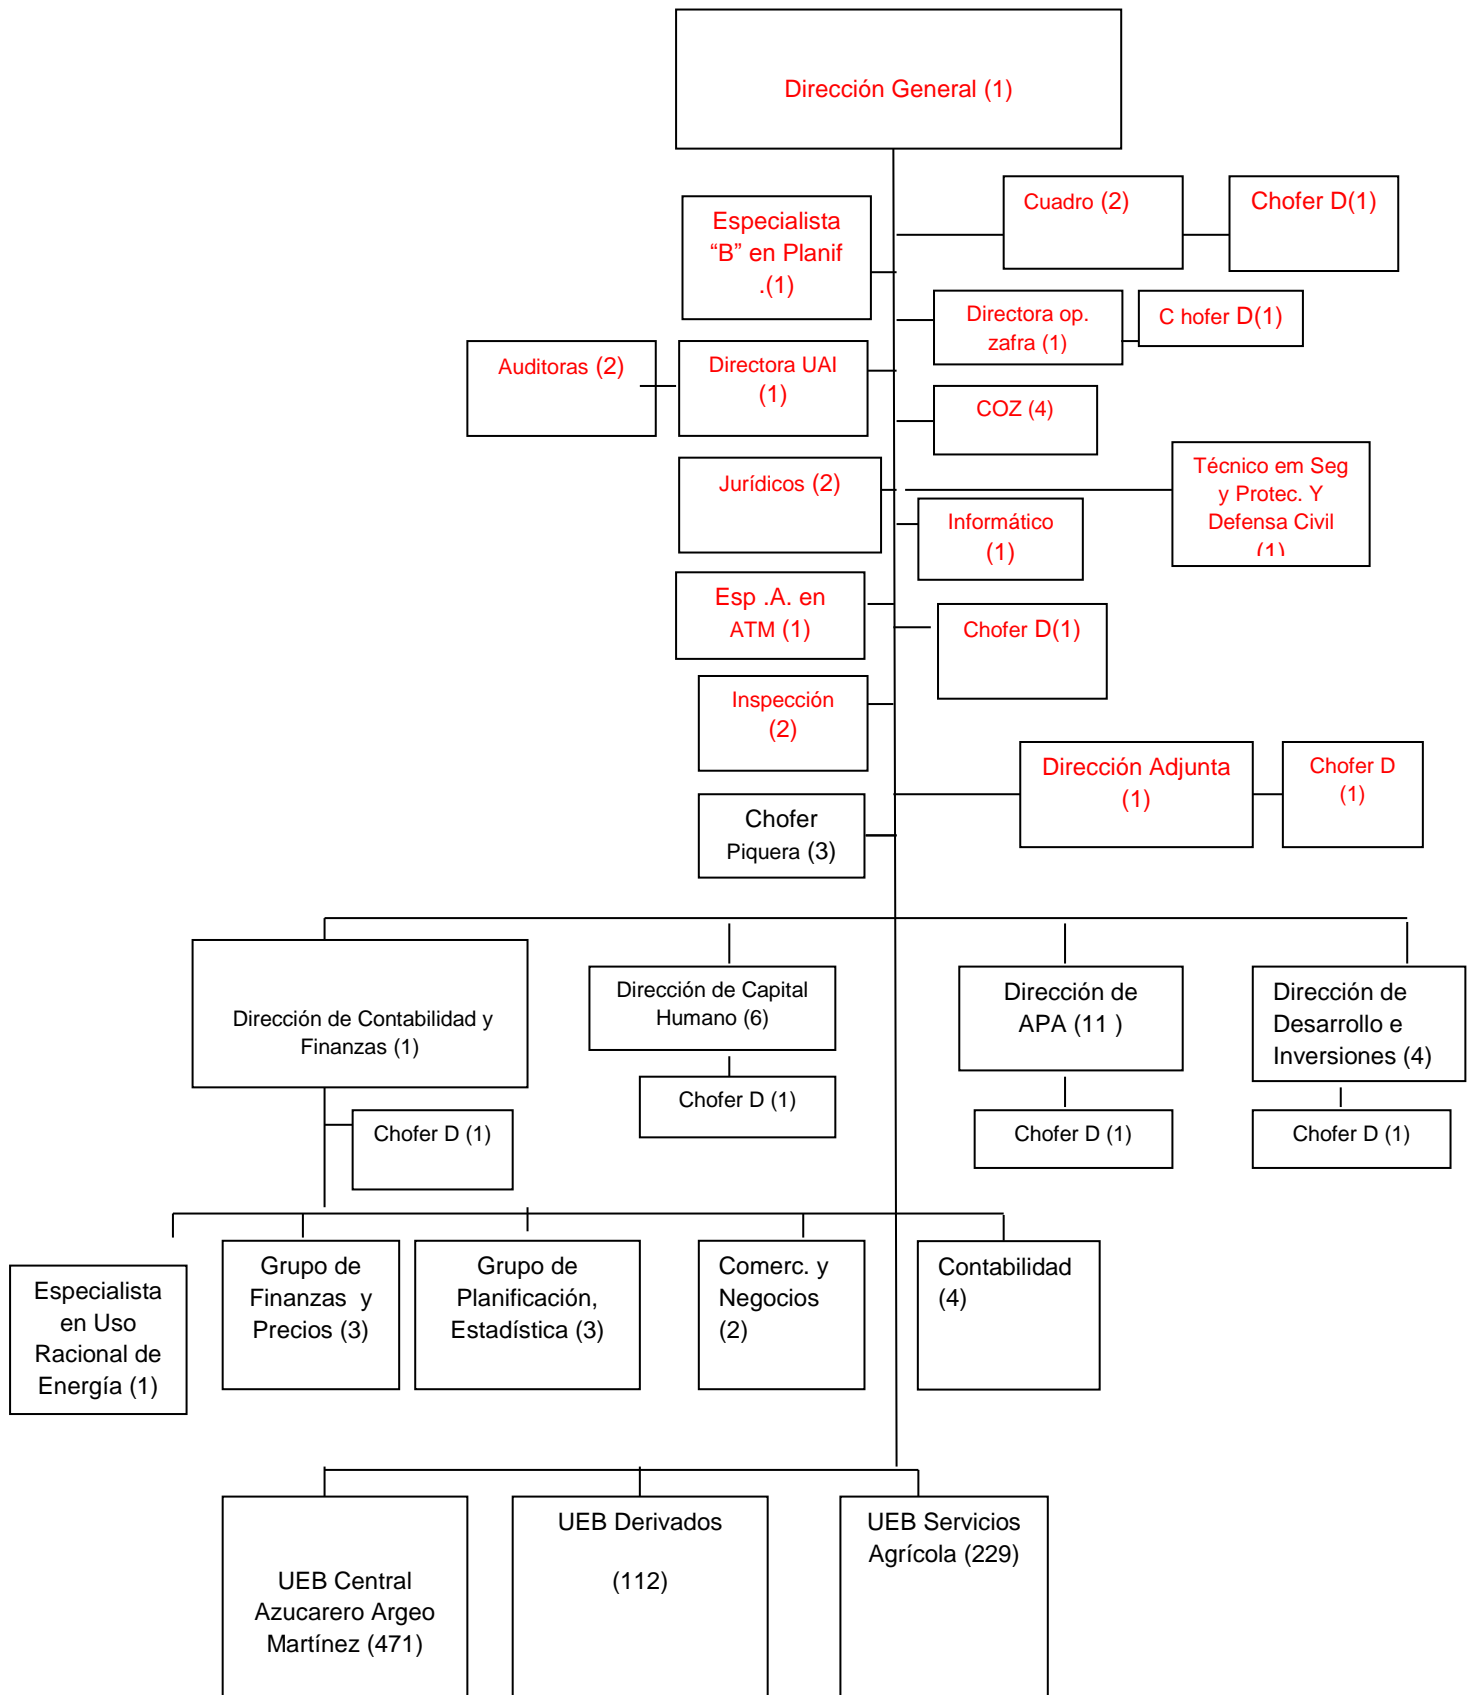 Dirección General (1)
Especialista
“B” en Planif
.(1)
Cuadro (2)
Chofer D(1)
Directora op.
zafra (1)
C hofer D(1)
Auditoras (2)
Directora UAI
(1)
COZ (4)
Jurídicos (2)
Técnico em Seg
y Protec. Y
Defensa Civil
(1)
Informático
(1)
Esp .A. en
ATM (1)
Chofer D(1)
Inspección
(2)
Dirección Adjunta
(1)
Chofer D
(1)
Chofer
Piquera (3)
Dirección de Contabilidad y
Finanzas (1)
Dirección de Capital
Humano (6)
Dirección de
APA (11 )
Dirección de
Desarrollo e
Inversiones (4)
Chofer D (1)
Chofer D (1)
Chofer D (1)
Chofer D (1)
Especialista
en Uso
Racional de
Energía (1)
Grupo de
Finanzas  y
Precios (3)
Grupo de
Planificación,
Estadística (3)
Comerc. y
Negocios
(2)
Contabilidad
(4)
UEB Central
Azucarero Argeo
Martínez (471)
UEB Derivados
(112)
UEB Servicios
Agrícola (229)